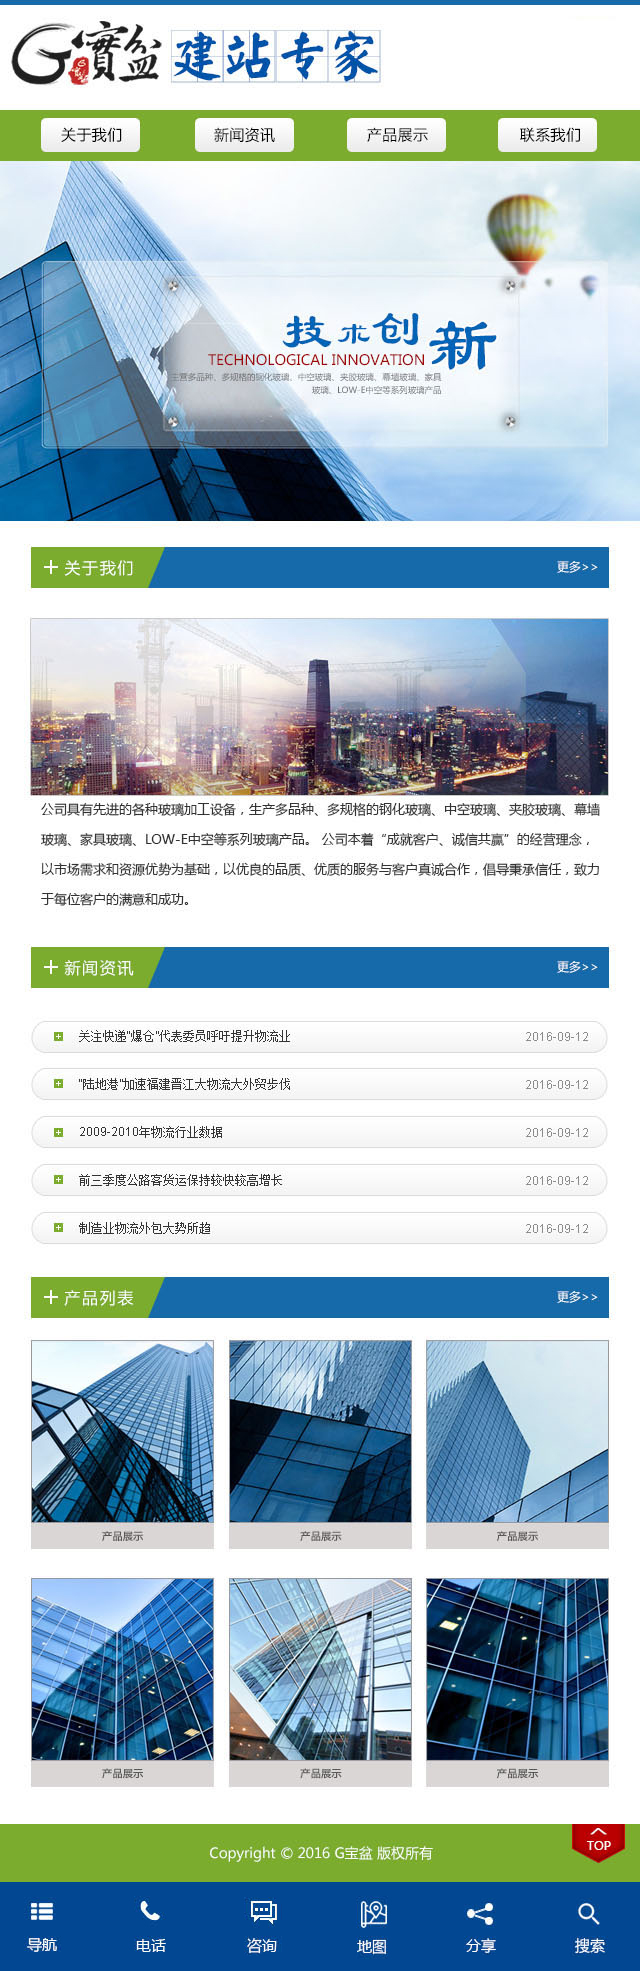 G寶盆 建站专家
关于我们 新闻资讯 产品展示 联系我们
技术创新
TECHNOLOGICAL INNOVATION
主营多品种、多规格的钢化玻璃、中空玻璃、夹胶玻璃、幕墙玻璃、家具
玻璃、LOW-E中空等系列玻璃产品
关于我们 更多>>
公司具有先进的各种玻璃加工设备，生产多品种、多规格的钢化玻璃、中空玻璃、夹胶玻璃、幕墙
玻璃、家具玻璃、LOW-E中空等系列玻璃产品。 公司本着“成就客户、诚信共赢”的经营理念，
以市场需求和资源优势为基础，以优良的品质、优质的服务与客户真诚合作，倡导秉承信任，致力
于每位客户的满意和成功。
新闻资讯 更多>>
关注快递"爆仓"代表委员呼吁提升物流业 2016-09-12
"陆地港"加速福建晋江大物流大外贸步伐 2016-09-12
2009-2010年物流行业数据 2016-09-12
前三季度公路客货运保持较快较高增长 2016-09-12
制造业物流外包大势所趋 2016-09-12
产品列表 更多>>
产品展示 产品展示 产品展示
产品展示 产品展示 产品展示
TOP
Copyright © 2016 G宝盆 版权所有
导航 电话 咨询 地图 分享 搜索